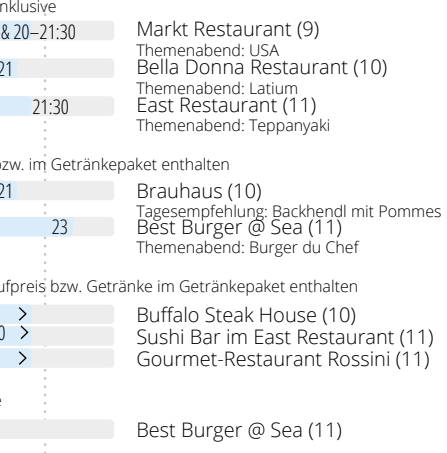 nklusive
& 20–21:30 Markt Restaurant (9)
Themenabend: USA
21 Bella Donna Restaurant (10)
Themenabend: Latium
21:30 East Restaurant (11)
Themenabend: Teppanyaki
bzw. im Getränkepaket enthalten
21 Brauhaus (10)
Tagesempfehlung: Backhendl mit Pommes
23 Best Burger @ Sea (11)
Themenabend: Burger du Chef
ufpreis bzw. Getränke im Getränkepaket enthalten
> Buffalo Steak House (10)
0 > Sushi Bar im East Restaurant (11)
> Gourmet-Restaurant Rossini (11)
e
Best Burger @ Sea (11)